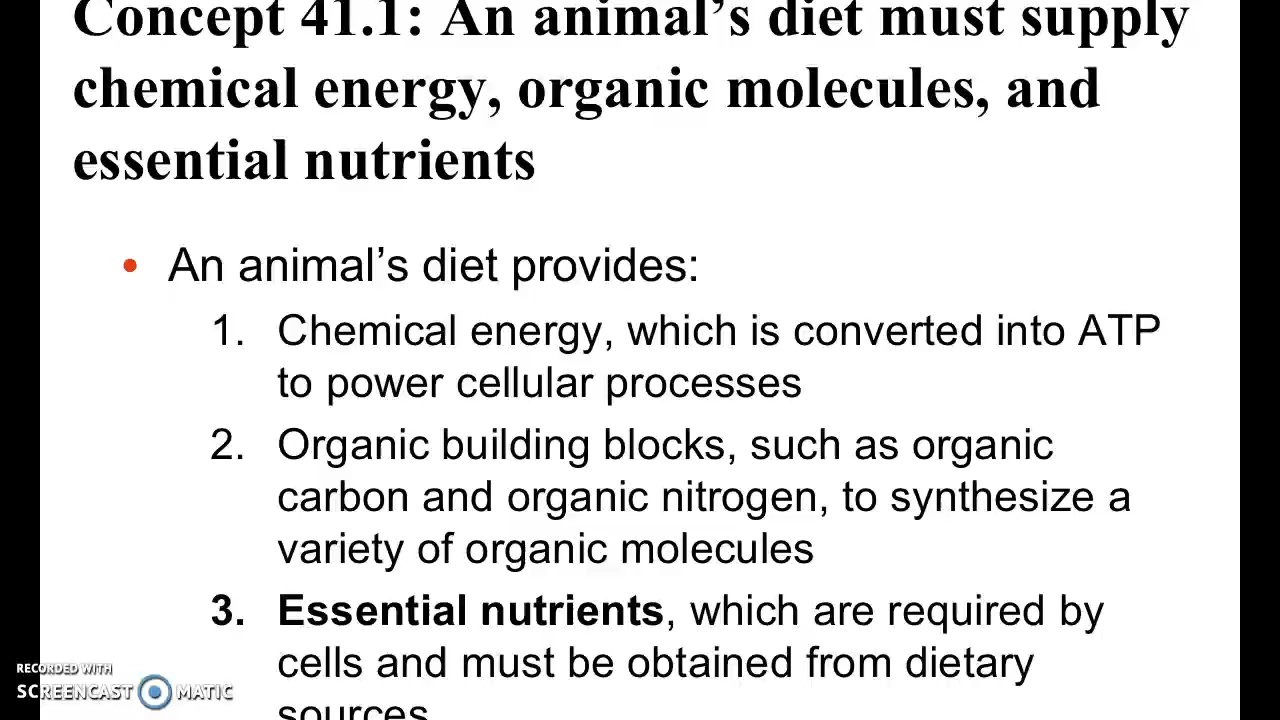 Concept 41.1: An animal’s diet must supply
chemical energy, organic molecules, and
essential nutrients
• An animal’s diet provides:
1. Chemical energy, which is converted into ATP
to power cellular processes
2. Organic building blocks, such as organic
carbon and organic nitrogen, to synthesize a
variety of organic molecules
3. Essential nutrients, which are required by
cells and must be obtained from dietary
sources
RECORDED WITH
SCREENCAST MATIC